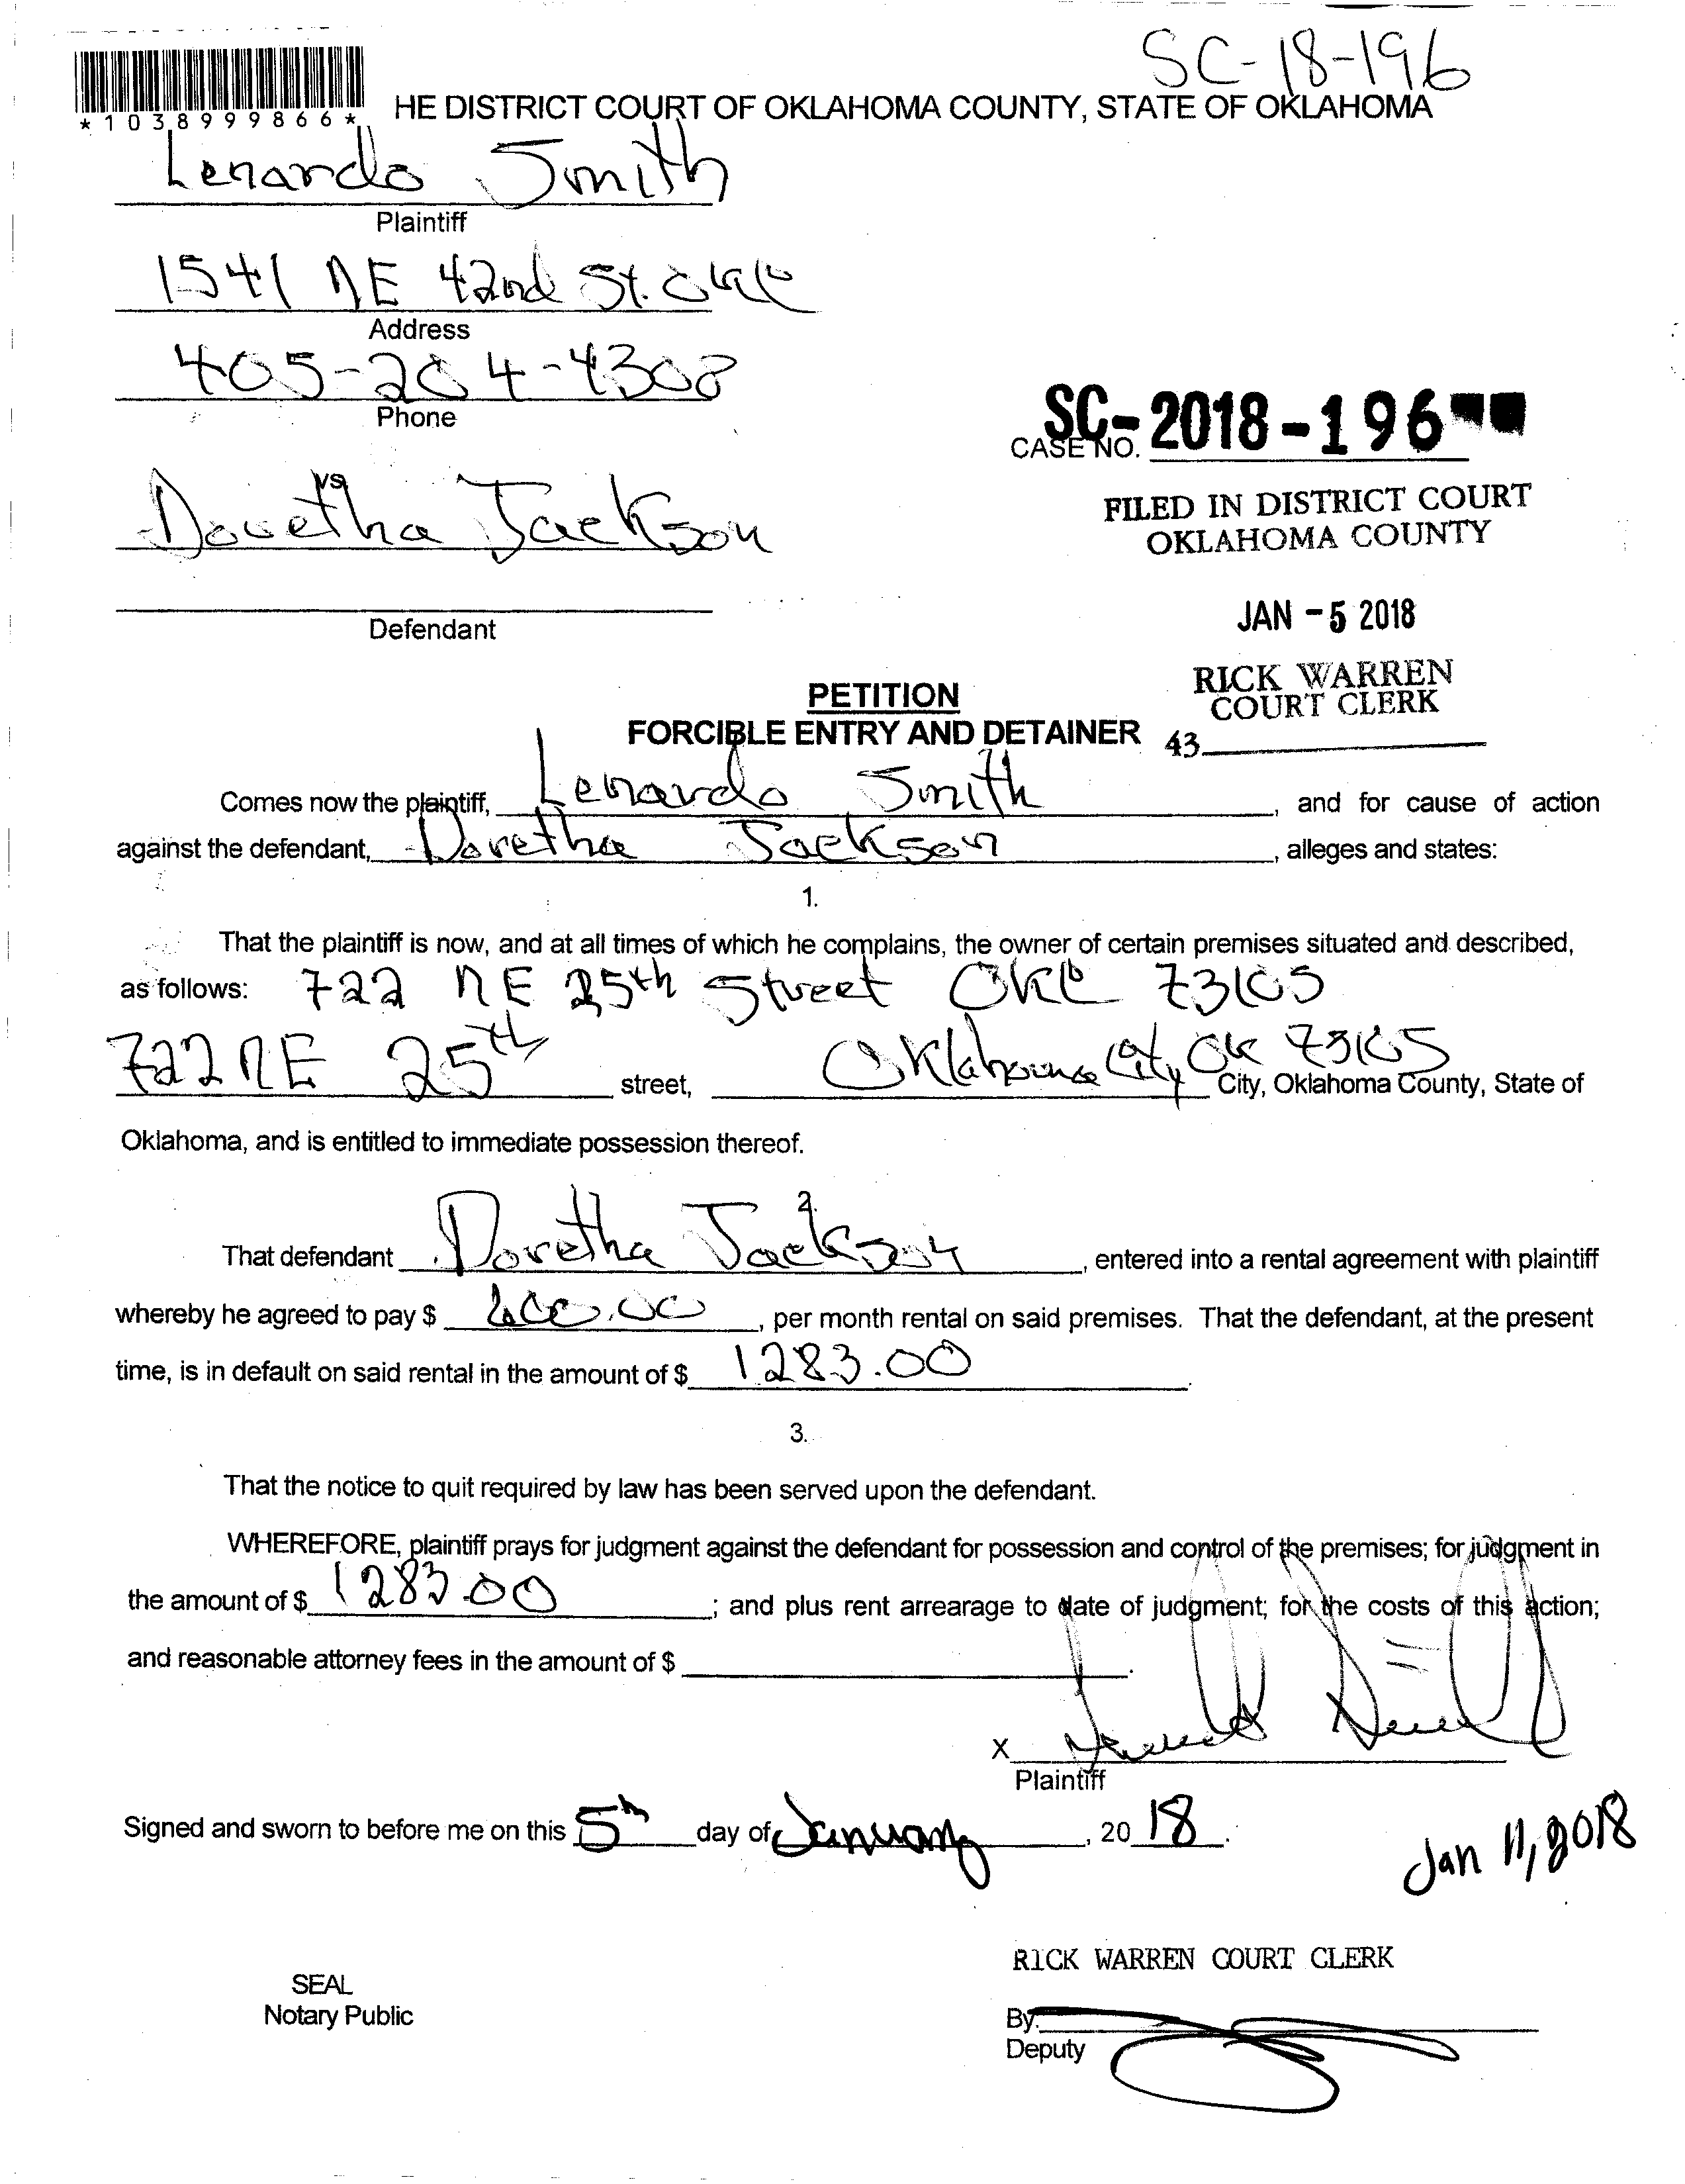 SC-18-196
*1038999866*
HE DISTRICT COURT OF OKLAHOMA COUNTY, STATE OF OKLAHOMA
Lenardo Smith
Plaintiff
1541 NE 42nd St. OKC
Address
405-204-4308
Phone
SC-2018-196
CASE NO.
vs.
Doretha Jackson
FILED IN DISTRICT COURT
OKLAHOMA COUNTY
JAN -5 2018
Defendant
RICK WARREN
COURT CLERK
PETITION
FORCIBLE ENTRY AND DETAINER
43
Comes now the plaintiff, Lenardo Smith, and for cause of action
against the defendant, Doretha Jackson, alleges and states:
1.
That the plaintiff is now, and at all times of which he complains, the owner of certain premises situated and described,
as follows: 722 NE 25th Street OKC 73105
722 NE 25th street, Oklahoma City, Ok 73105 City, Oklahoma County, State of
Oklahoma, and is entitled to immediate possession thereof.
2.
That defendant Doretha Jackson, entered into a rental agreement with plaintiff
whereby he agreed to pay $ 600.00, per month rental on said premises. That the defendant, at the present
time, is in default on said rental in the amount of $ 1283.00.
3.
That the notice to quit required by law has been served upon the defendant.
WHEREFORE, plaintiff prays for judgment against the defendant for possession and control of the premises; for judgment in
the amount of $ 1283.00; and plus rent arrearage to date of judgment; for the costs of this action;
and reasonable attorney fees in the amount of $ .
X
Plaintiff
Signed and sworn to before me on this 5th day of January, 20 18.
Jan 11, 2018
RICK WARREN COURT CLERK
SEAL
Notary Public
By:
Deputy